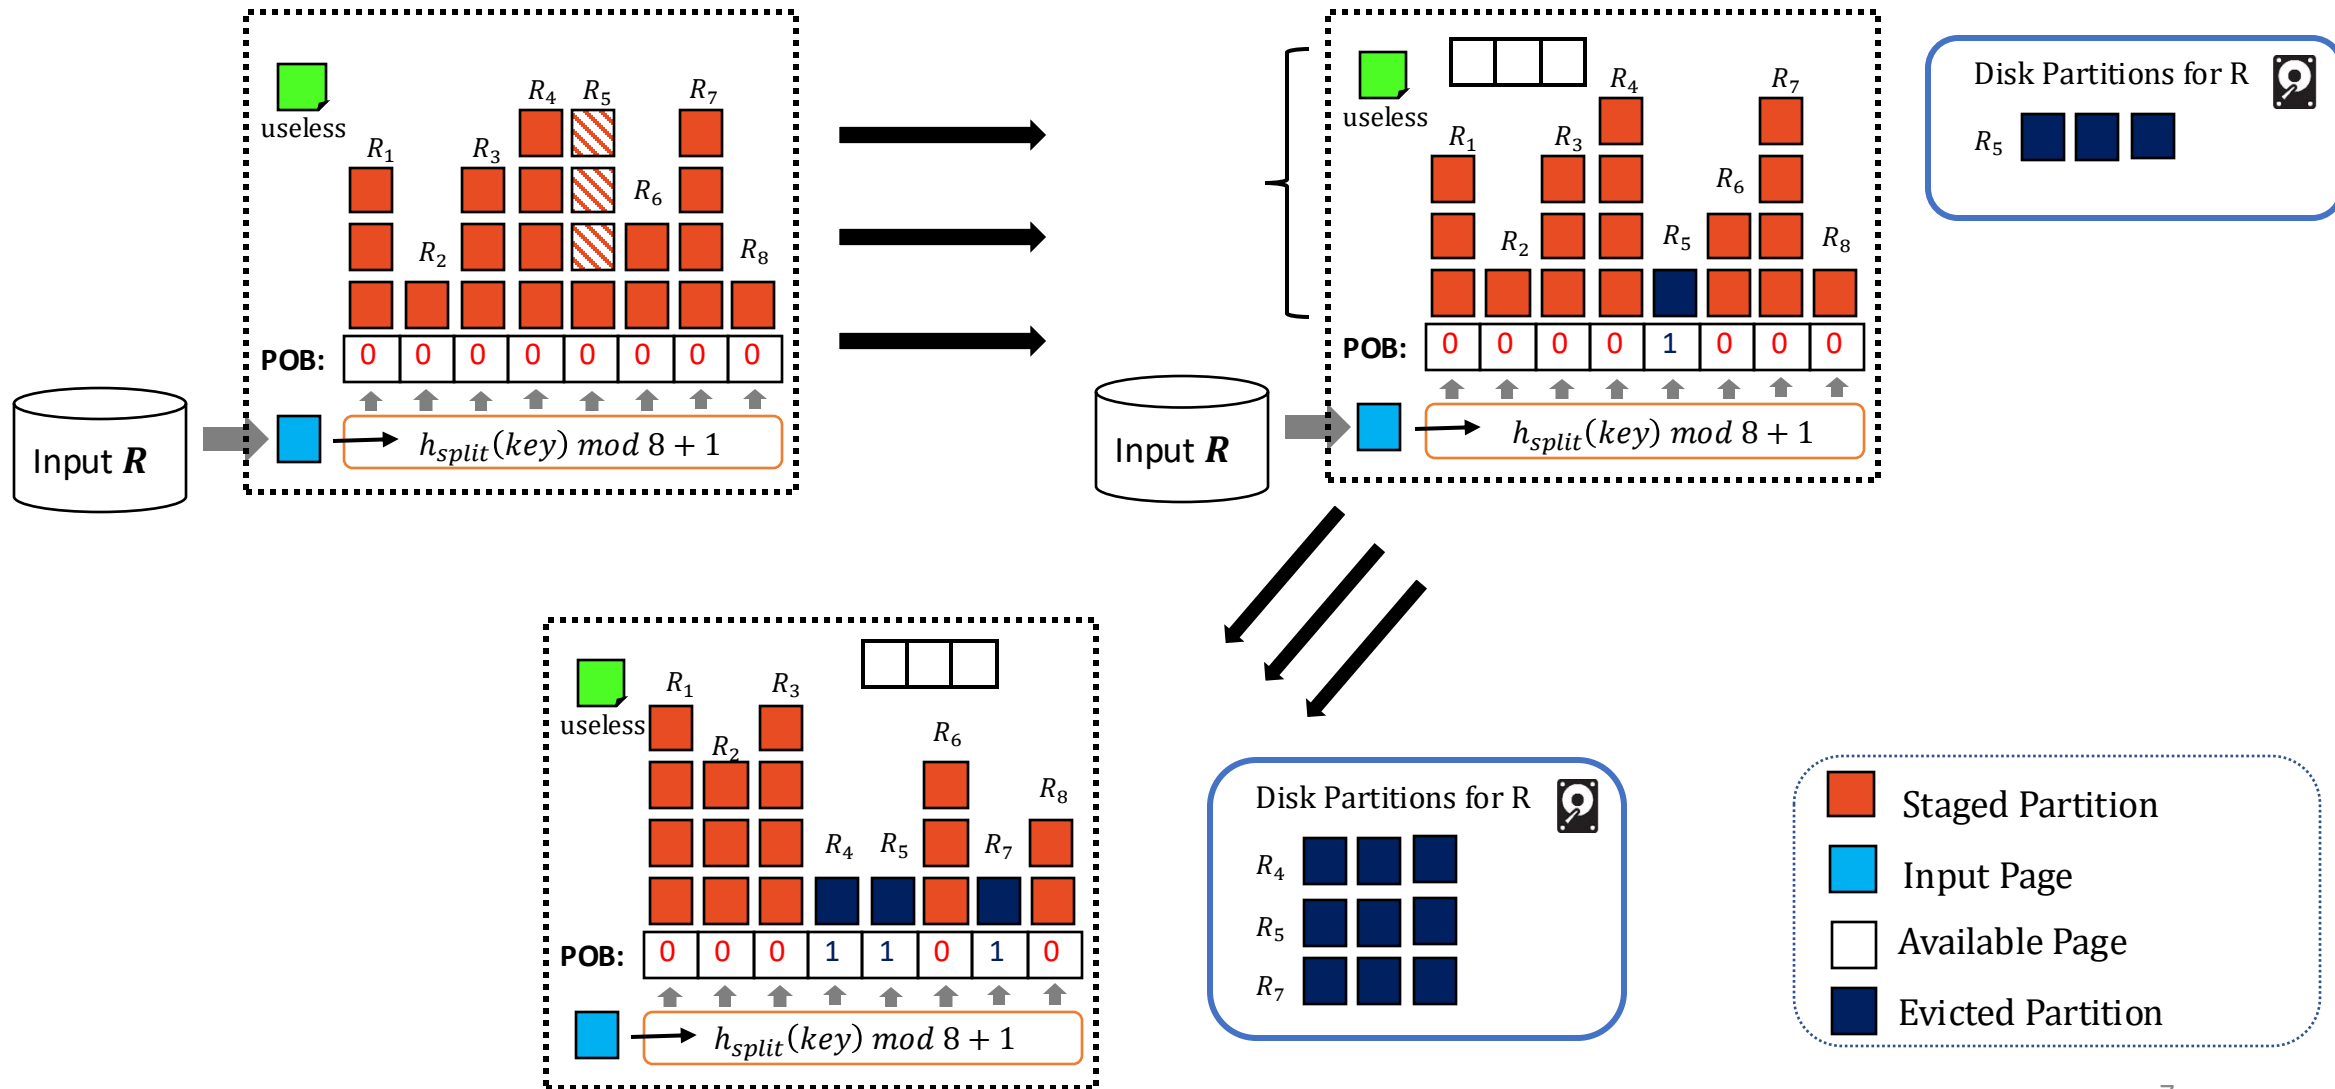 useless
R₁
R₂
R₃
R₄
R₅
R₆
R₇
R₈
POB: 0 0 0 0 0 0 0 0
Input R
h_split(key) mod 8 + 1
useless
R₁
R₂
R₃
R₄
R₅
R₆
R₇
R₈
POB: 0 0 0 0 1 0 0 0
Input R
h_split(key) mod 8 + 1
Disk Partitions for R
R₅
useless
R₁
R₂
R₃
R₄
R₅
R₆
R₇
R₈
POB: 0 0 0 1 1 0 1 0
h_split(key) mod 8 + 1
Disk Partitions for R
R₄
R₅
R₇
Staged Partition
Input Page
Available Page
Evicted Partition